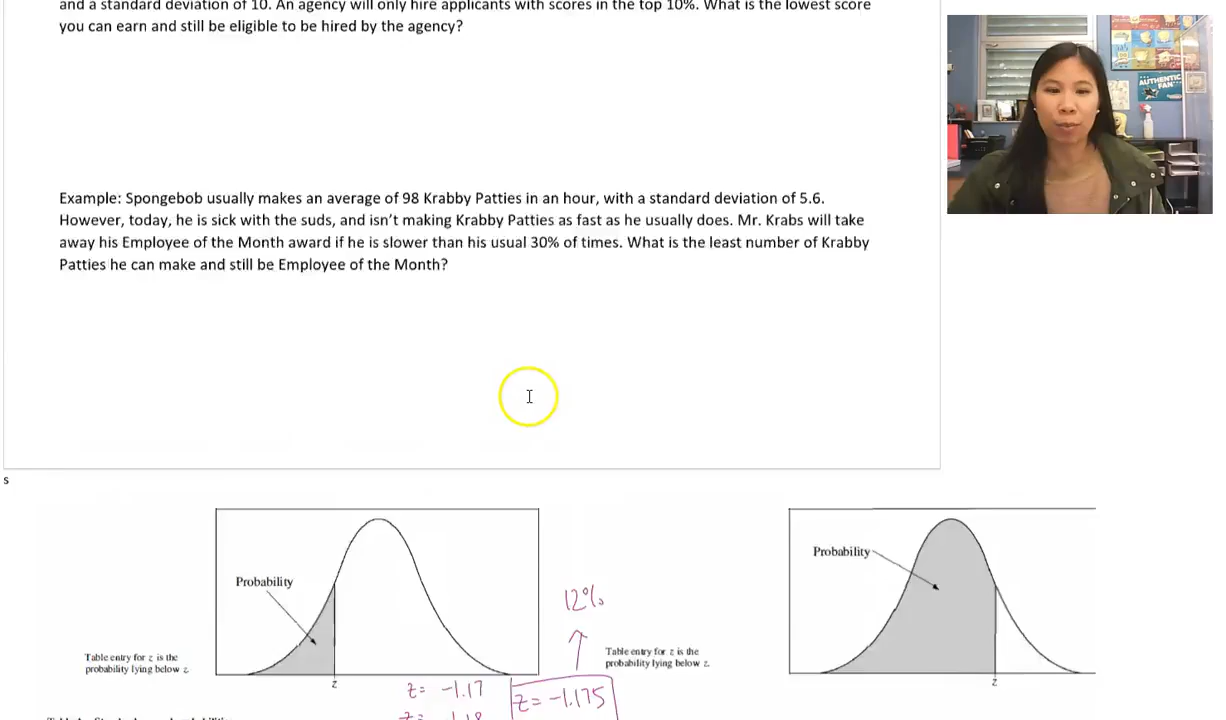 and a standard deviation of 10. An agency will only hire applicants with scores in the top 10%. What is the lowest score
you can earn and still be eligible to be hired by the agency?
AUTHENTIC
FAN
Example: Spongebob usually makes an average of 98 Krabby Patties in an hour, with a standard deviation of 5.6.
However, today, he is sick with the suds, and isn't making Krabby Patties as fast as he usually does. Mr. Krabs will take
away his Employee of the Month award if he is slower than his usual 30% of times. What is the least number of Krabby
Patties he can make and still be Employee of the Month?
s
Probability
Probability
12%
Table entry for z is the
probability lying below z.
Table entry for z is the
probability lying below z.
z
z
z = -1.17
z = -1.175
z = -1.18